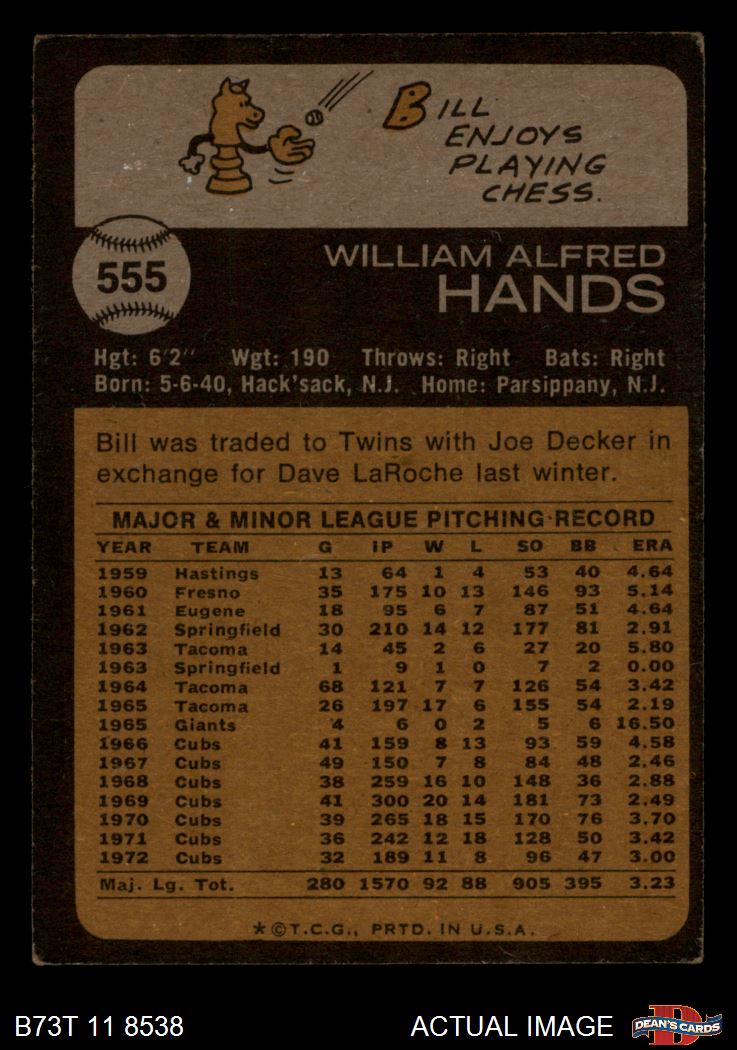 BILL
ENJOYS
PLAYING
CHESS.
555
WILLIAM ALFRED
HANDS
Hgt: 6'2" Wgt: 190 Throws: Right Bats: Right
Born: 5-6-40, Hack'sack, N.J. Home: Parsippany, N.J.
Bill was traded to Twins with Joe Decker in
exchange for Dave LaRoche last winter.
MAJOR & MINOR LEAGUE PITCHING RECORD
YEAR TEAM G IP W L SO BB ERA
1959 Hastings 13 64 1 4 53 40 4.64
1960 Fresno 35 175 10 13 146 93 5.14
1961 Eugene 18 95 6 7 87 51 4.64
1962 Springfield 30 210 14 12 177 81 2.91
1963 Tacoma 14 45 2 6 27 20 5.80
1963 Springfield 1 9 1 0 7 2 0.00
1964 Tacoma 68 121 7 7 126 54 3.42
1965 Tacoma 26 197 17 6 155 54 2.19
1965 Giants 4 6 0 2 5 6 16.50
1966 Cubs 41 159 8 13 93 59 4.58
1967 Cubs 49 150 7 8 84 48 2.46
1968 Cubs 38 259 16 10 148 36 2.88
1969 Cubs 41 300 20 14 181 73 2.49
1970 Cubs 39 265 18 15 170 76 3.70
1971 Cubs 36 242 12 18 128 50 3.42
1972 Cubs 32 189 11 8 96 47 3.00
Maj. Lg. Tot. 280 1570 92 88 905 395 3.23
*©T.C.G., PRTD. IN U.S.A.
B73T 11 8538 ACTUAL IMAGE
D
DEAN'S CARDS